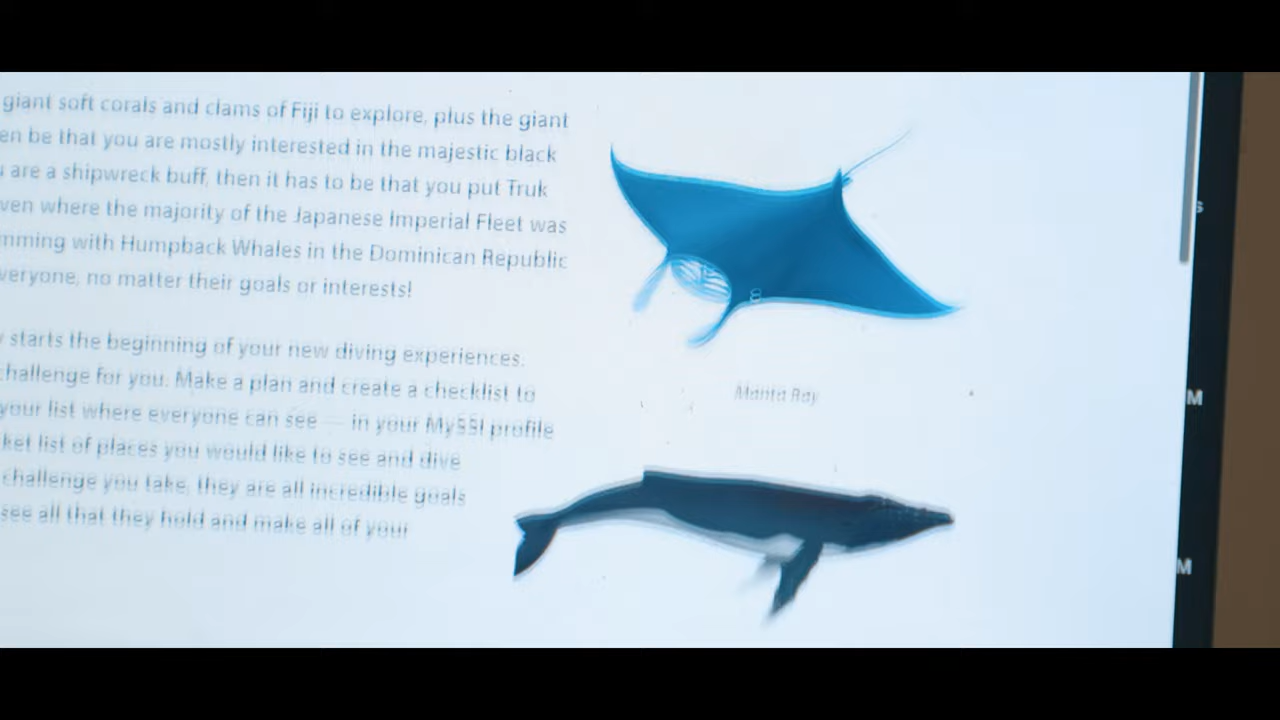 giant soft corals and clams of Fiji to explore, plus the giant
en be that you are mostly interested in the majestic black
are a shipwreck buff, then it has to be that you put Truk
ven where the majority of the Japanese Imperial Fleet was
mming with Humpback Whales in the Dominican Republic
veryone, no matter their goals or interests!
starts the beginning of your new diving experiences.
challenge for you. Make a plan and create a checklist to
your list where everyone can see — in your MySSI profile
ket list of places you would like to see and dive
challenge you take, they are all incredible goals
see all that they hold and make all of your
Manta Ray
s
M
M